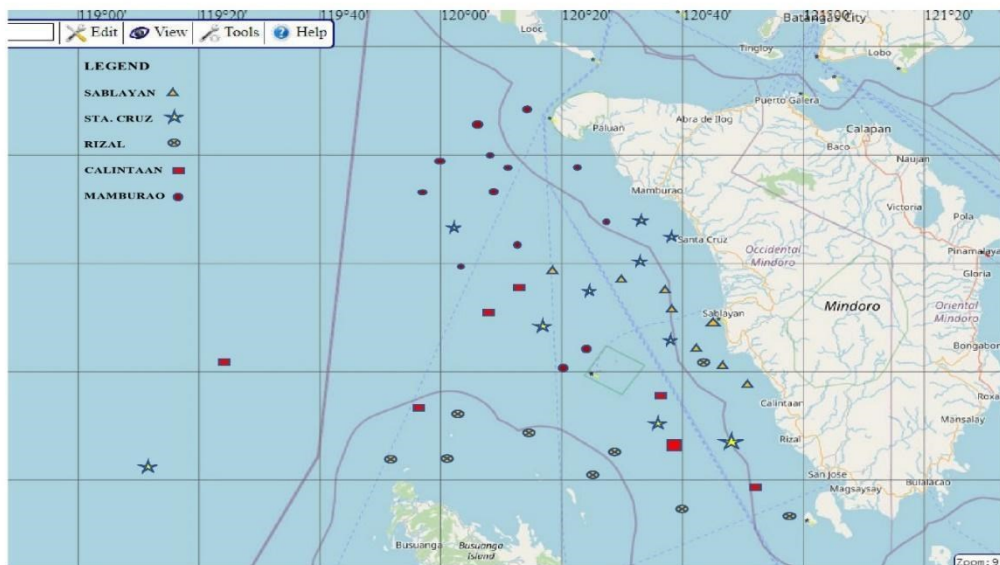 119°00' 119°20' 119°40' 120°00' 120°20' 120°40' 121°00' 121°20'
Edit View Tools Help
Looc
Batangas City
Tingloy
Lobo
LEGEND
SABLAYAN
STA. CRUZ
RIZAL
CALINTAAN
MAMBURAO
Puerto Galera
Paluan
Abra de Ilog
Calapan
Baco
Naujan
Mamburao
Victoria
Pola
Santa Cruz
Occidental
Mindoro
Pinamalaya
Gloria
Sablayan
Mindoro
Oriental
Mindoro
Bongabon
Calintaan
Roxa
Mansalay
Rizal
San Jose
Magsaysay
Bulalacao
Busuanga
Busuanga
Island
Zoom:9